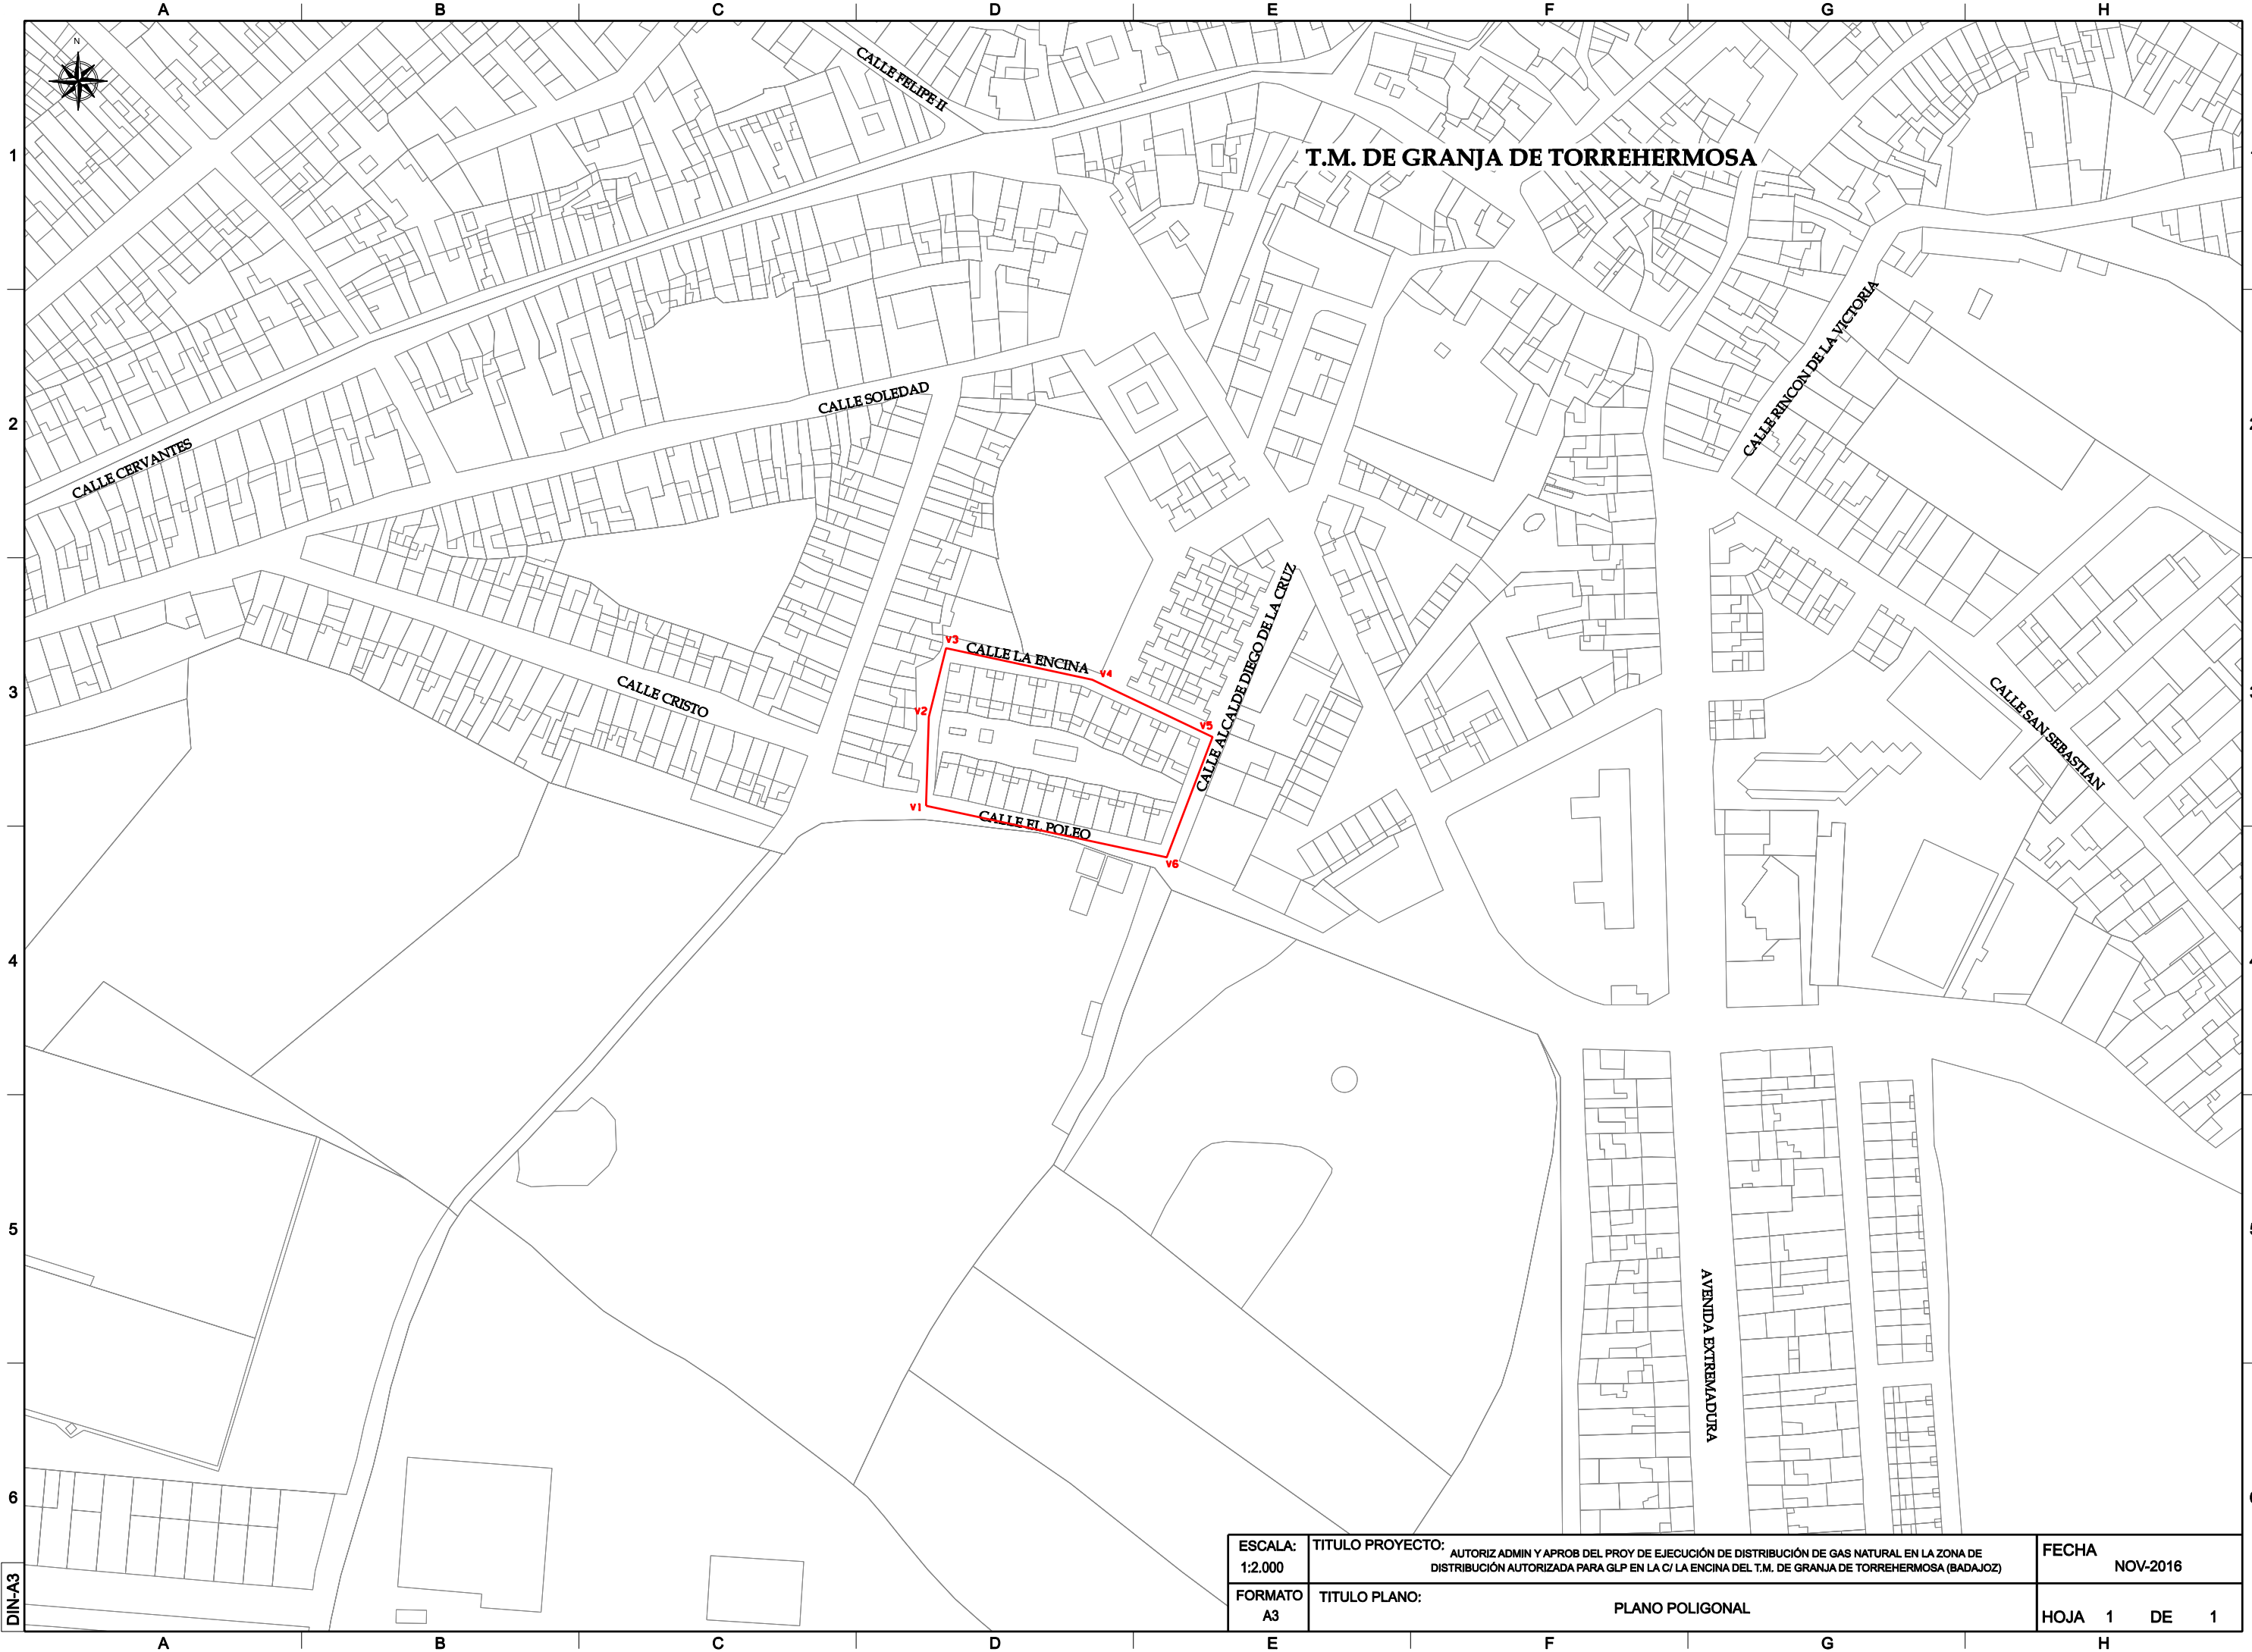 A B C D E F G H
N
CALLE FELIPE II
1
T.M. DE GRANJA DE TORREHERMOSA
CALLE RINCON DE LA VICTORIA
CALLE SOLEDAD
2
CALLE CERVANTES
CALLE ALCALDE DIEGO DE LA CRUZ
V3
CALLE LA ENCINA
V4
3
CALLE CRISTO
CALLE SAN SEBASTIAN
V2
V5
V1
CALLE EL POLEO
V6
4
5
AVENIDA EXTREMADURA
6
DIN-A3
ESCALA:
1:2.000
TITULO PROYECTO: AUTORIZ ADMIN Y APROB DEL PROY DE EJECUCIÓN DE DISTRIBUCIÓN DE GAS NATURAL EN LA ZONA DE
DISTRIBUCIÓN AUTORIZADA PARA GLP EN LA C/ LA ENCINA DEL T.M. DE GRANJA DE TORREHERMOSA (BADAJOZ)
FECHA
NOV-2016
FORMATO
A3
TITULO PLANO:
PLANO POLIGONAL
HOJA 1 DE 1
A B C D E F G H